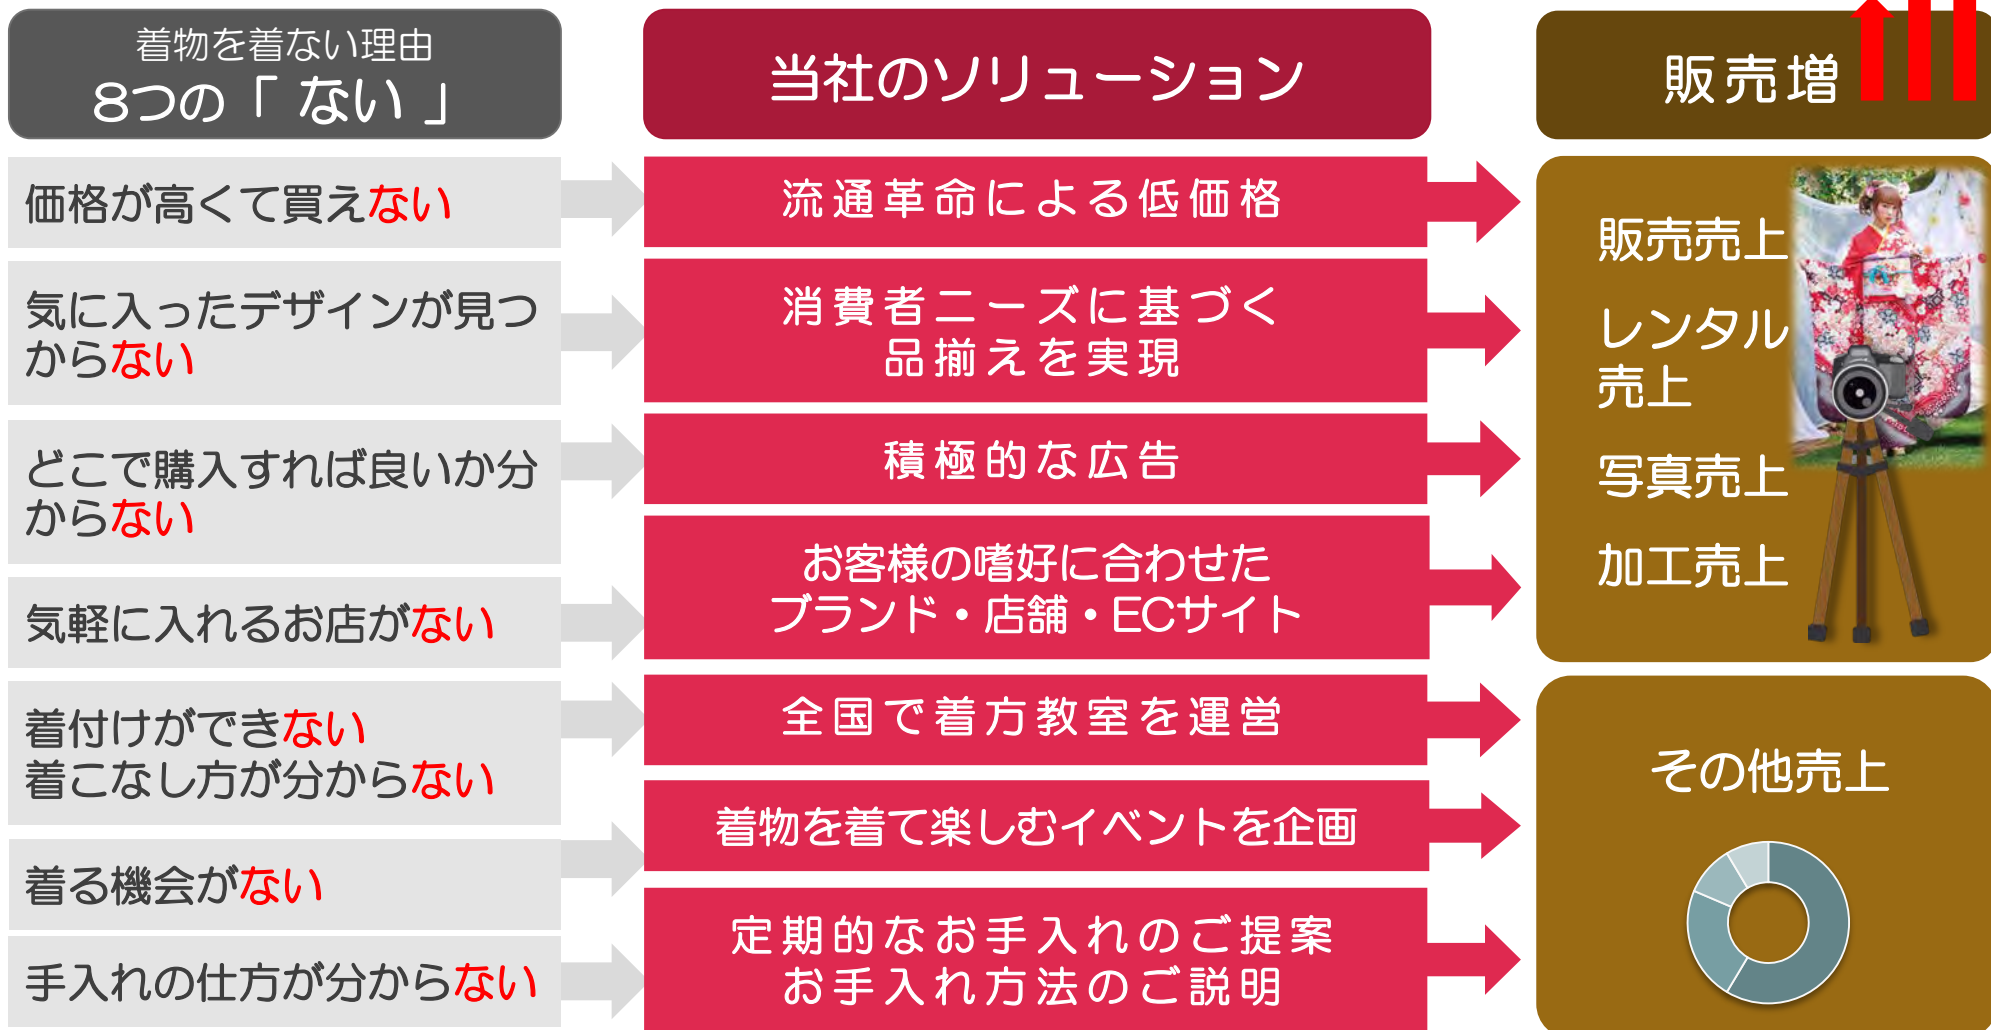 着物を着ない理由
8つの「 ない 」
当社のソリューション
販売増
価格が高くて買えない
流通革命による低価格
気に入ったデザインが見つ
からない
消費者ニーズに基づく
品揃えを実現
どこで購入すれば良いか分
からない
積極的な広告
気軽に入れるお店がない
お客様の嗜好に合わせた
ブランド・店舗・ECサイト
着付けができない
着こなし方が分からない
全国で着方教室を運営
着る機会がない
着物を着て楽しむイベントを企画
手入れの仕方が分からない
定期的なお手入れのご提案
お手入れ方法のご説明
販売売上
レンタル
売上
写真売上
加工売上
その他売上